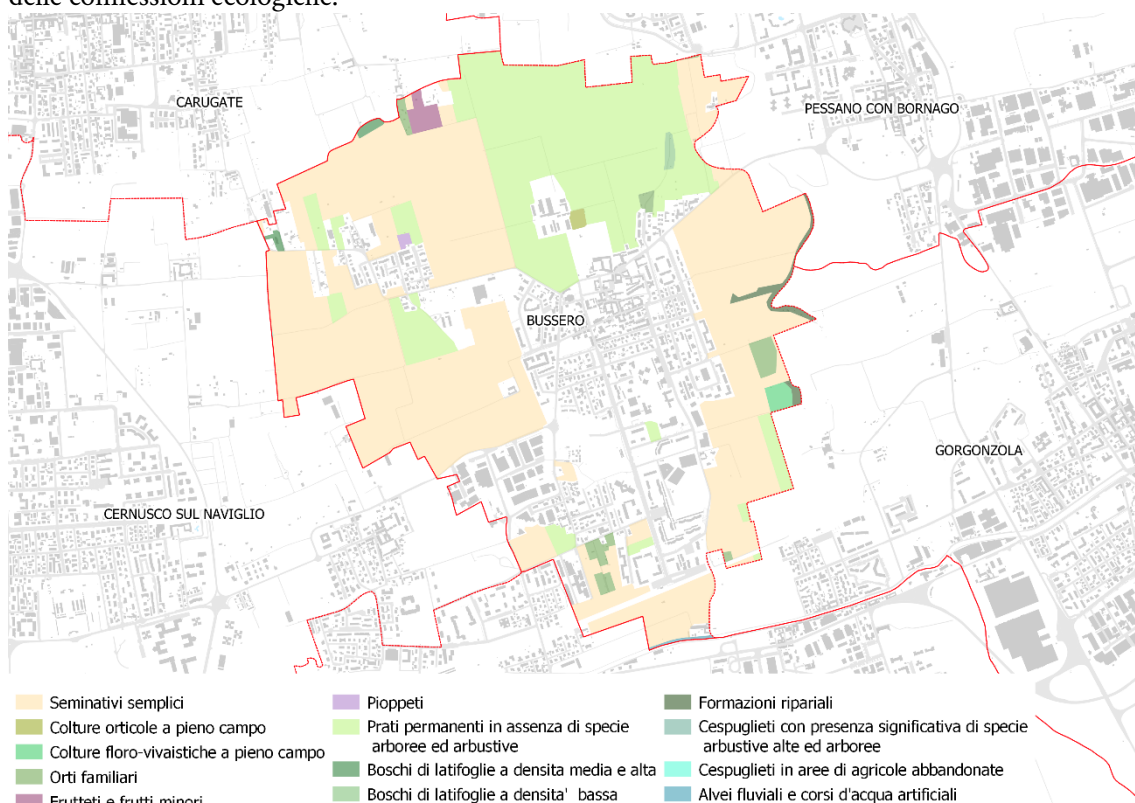 delle connessioni ecologiche.
CARUGATE
PESSANO CON BORNAGO
BUSSERO
GORGONZOLA
CERNUSCO SUL NAVIGLIO
Seminativi semplici
Colture orticole a pieno campo
Colture floro-vivaistiche a pieno campo
Orti familiari
Frutteti e frutti minori
Pioppeti
Prati permanenti in assenza di specie
arboree ed arbustive
Boschi di latifoglie a densita media e alta
Boschi di latifoglie a densita' bassa
Formazioni ripariali
Cespuglieti con presenza significativa di specie
arbustive alte ed arboree
Cespuglieti in aree di agricole abbandonate
Alvei fluviali e corsi d'acqua artificiali